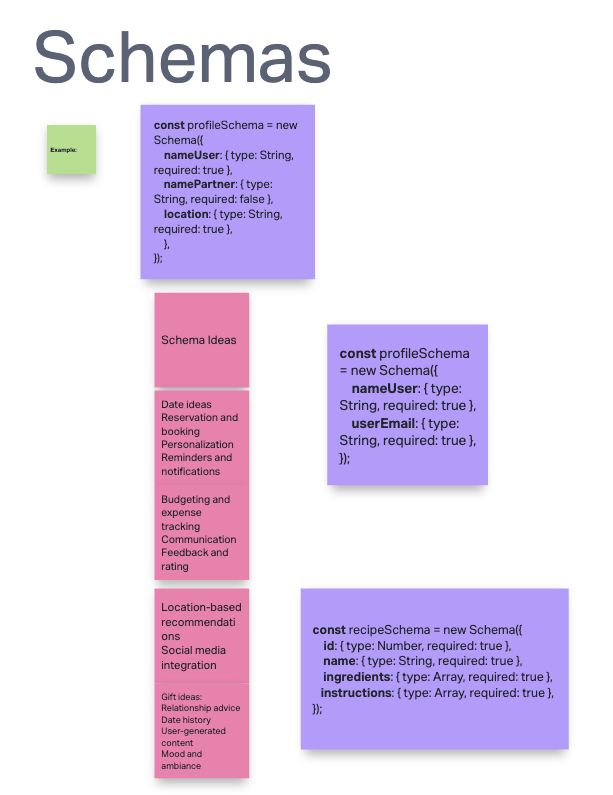 Schemas
Example:
const profileSchema = new
Schema({
nameUser: { type: String,
required: true },
namePartner: { type:
String, required: false },
location: { type: String,
required: true },
},
});
Schema Ideas
Date ideas
Reservation and
booking
Personalization
Reminders and
notifications
Budgeting and
expense
tracking
Communication
Feedback and
rating
Location-based
recommendati
ons
Social media
integration
Gift ideas:
Relationship advice
Date history
User-generated
content
Mood and
ambiance
const profileSchema
= new Schema({
nameUser: { type:
String, required: true },
userEmail: { type:
String, required: true },
});
const recipeSchema = new Schema({
id: { type: Number, required: true },
name: { type: String, required: true },
ingredients: { type: Array, required: true },
instructions: { type: Array, required: true },
});